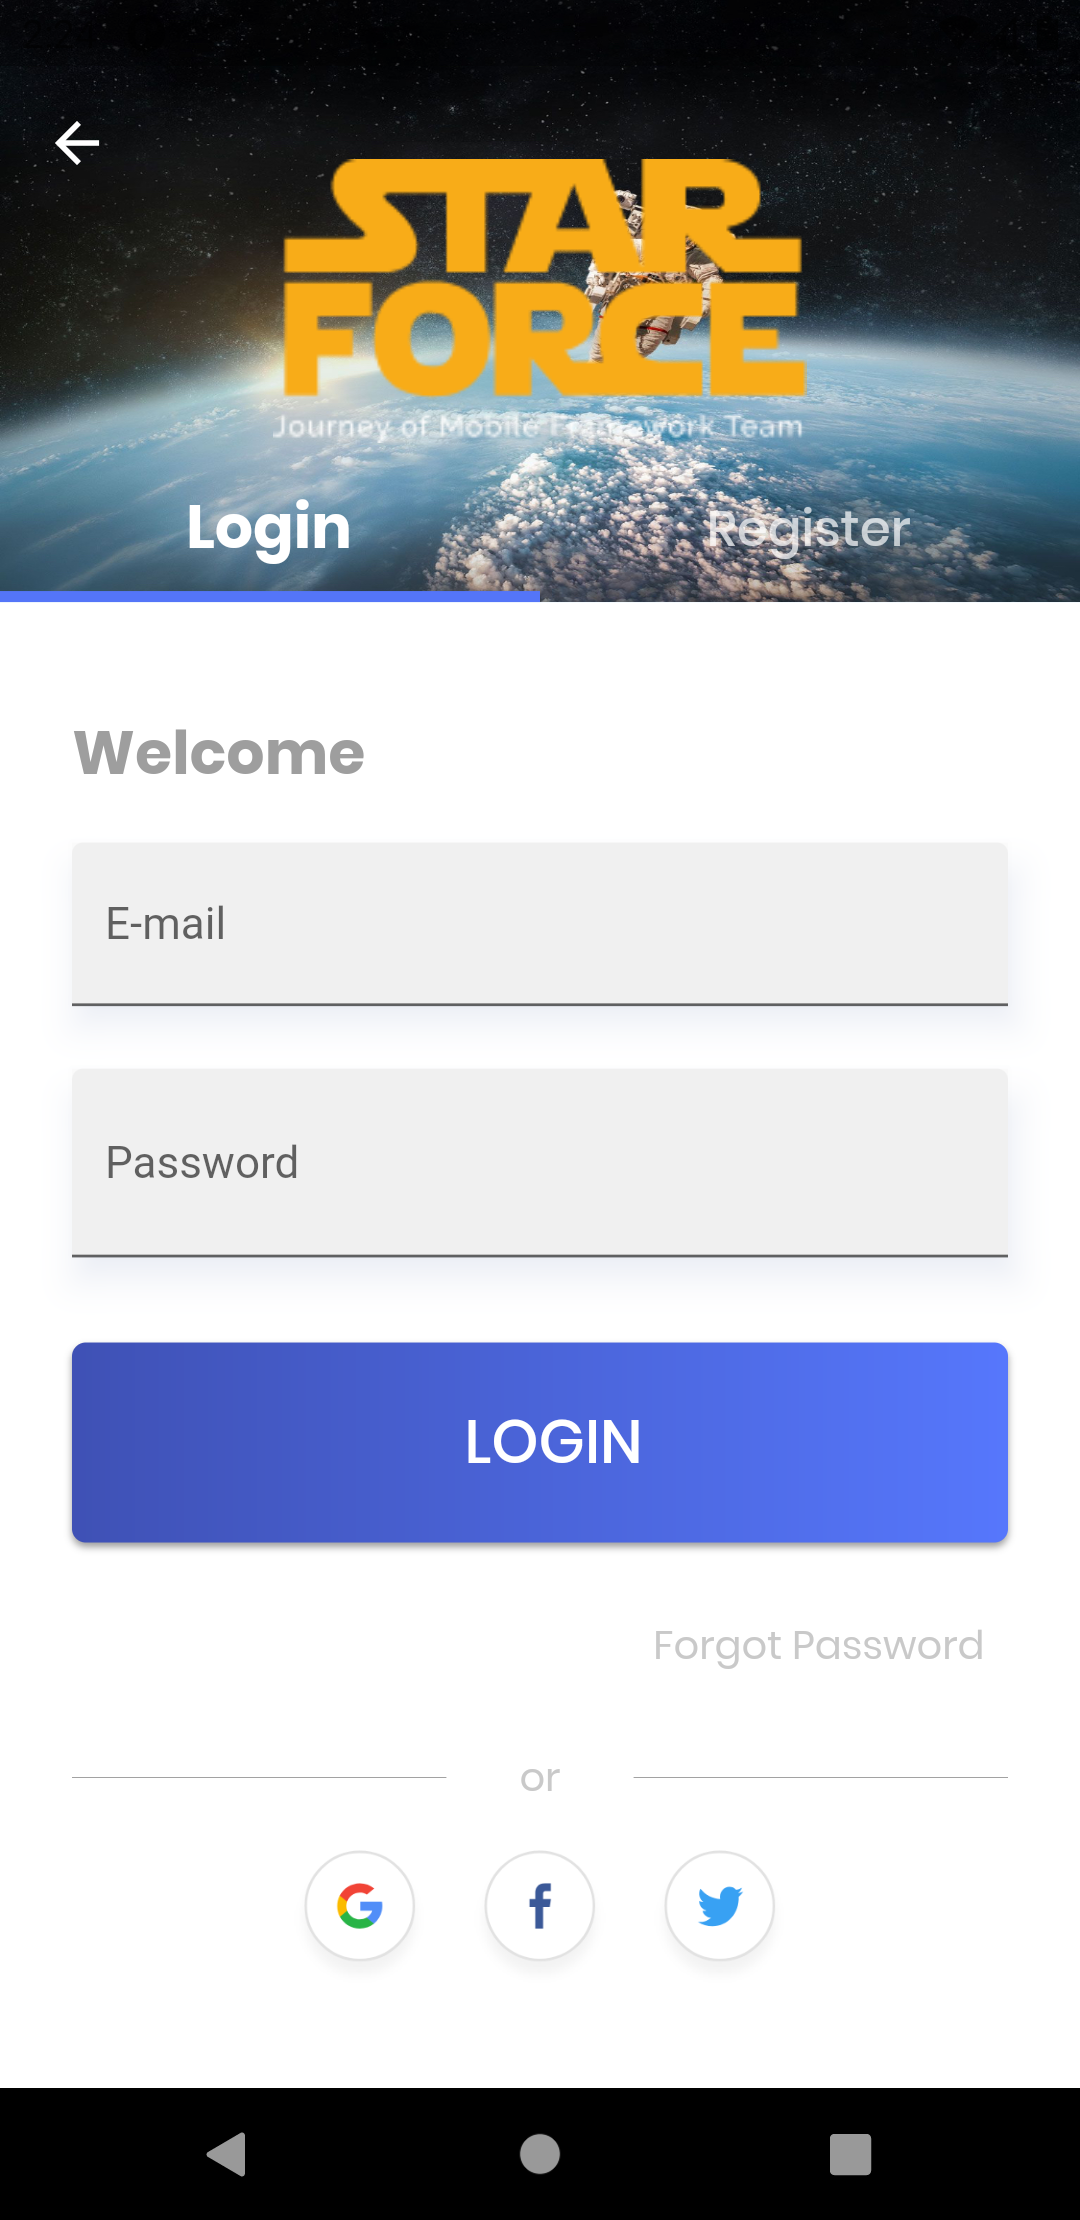 STAR
FORCE
Journey of Mobile Framework Team
Login
Register
Welcome
E-mail
Password
LOGIN
Forgot Password
or